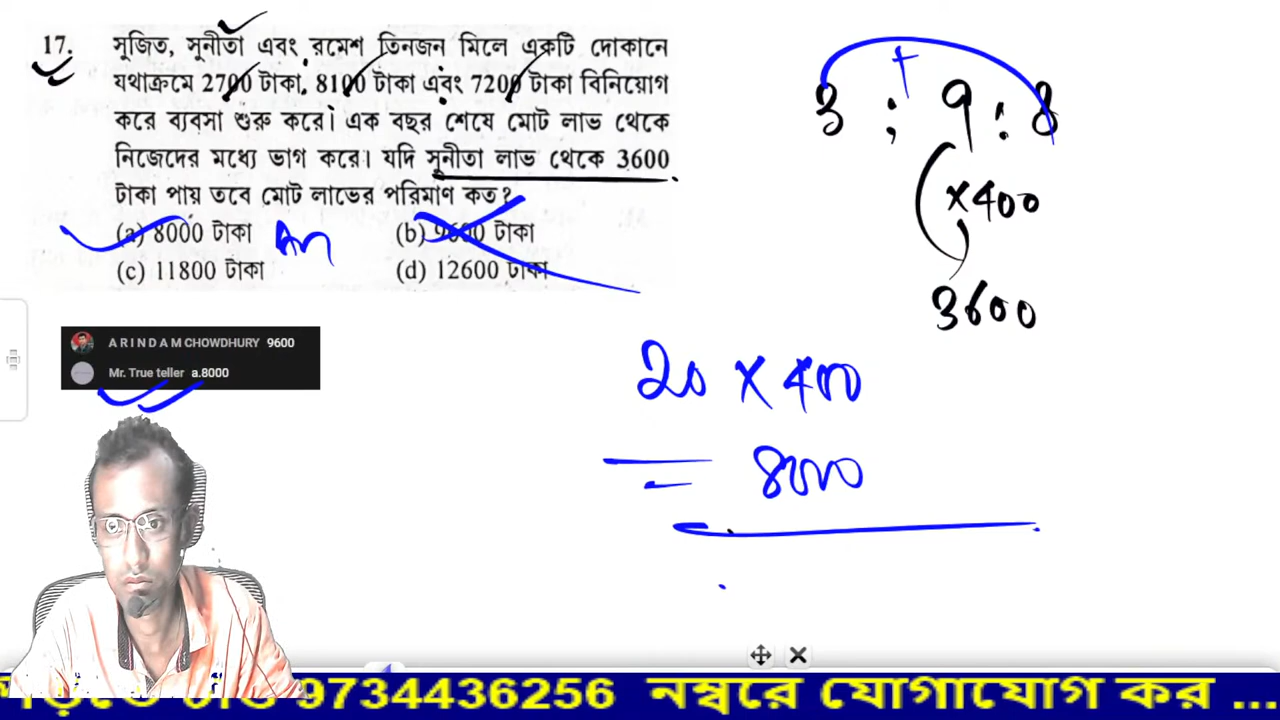 17. সুজিত, সুনীতা এবং রমেশ তিনজন মিলে একটি দোকানে
যথাক্রমে 2700 টাকা, 8100 টাকা এবং 7200 টাকা বিনিয়োগ
করে ব্যবসা শুরু করে। এক বছর শেষে মোট লাভ থেকে
নিজেদের মধ্যে ভাগ করে। যদি সুনীতা লাভ থেকে 3600
টাকা পায় তবে মোট লাভের পরিমাণ কত?
(a) 8000 টাকা An (b) 9600 টাকা
(c) 11800 টাকা (d) 12600 টাকা
3 : 9 : 8
+
×400
3600
20 × 400
= 8000
A R I N D A M CHOWDHURY 9600
Mr. True teller a.8000
চাও 9734436256 নম্বরে যোগাযোগ কর ...